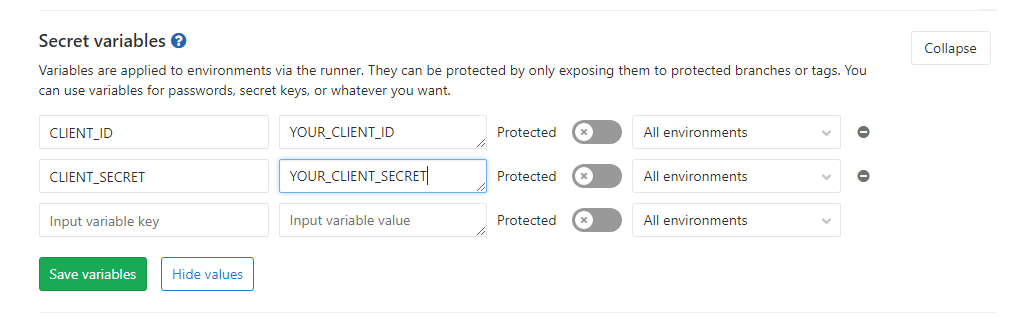 Secret variables
Collapse
Variables are applied to environments via the runner. They can be protected by only exposing them to protected branches or tags. You
can use variables for passwords, secret keys, or whatever you want.
CLIENT_ID YOUR_CLIENT_ID Protected All environments
CLIENT_SECRET YOUR_CLIENT_SECRET Protected All environments
Input variable key Input variable value Protected All environments
Save variables Hide values